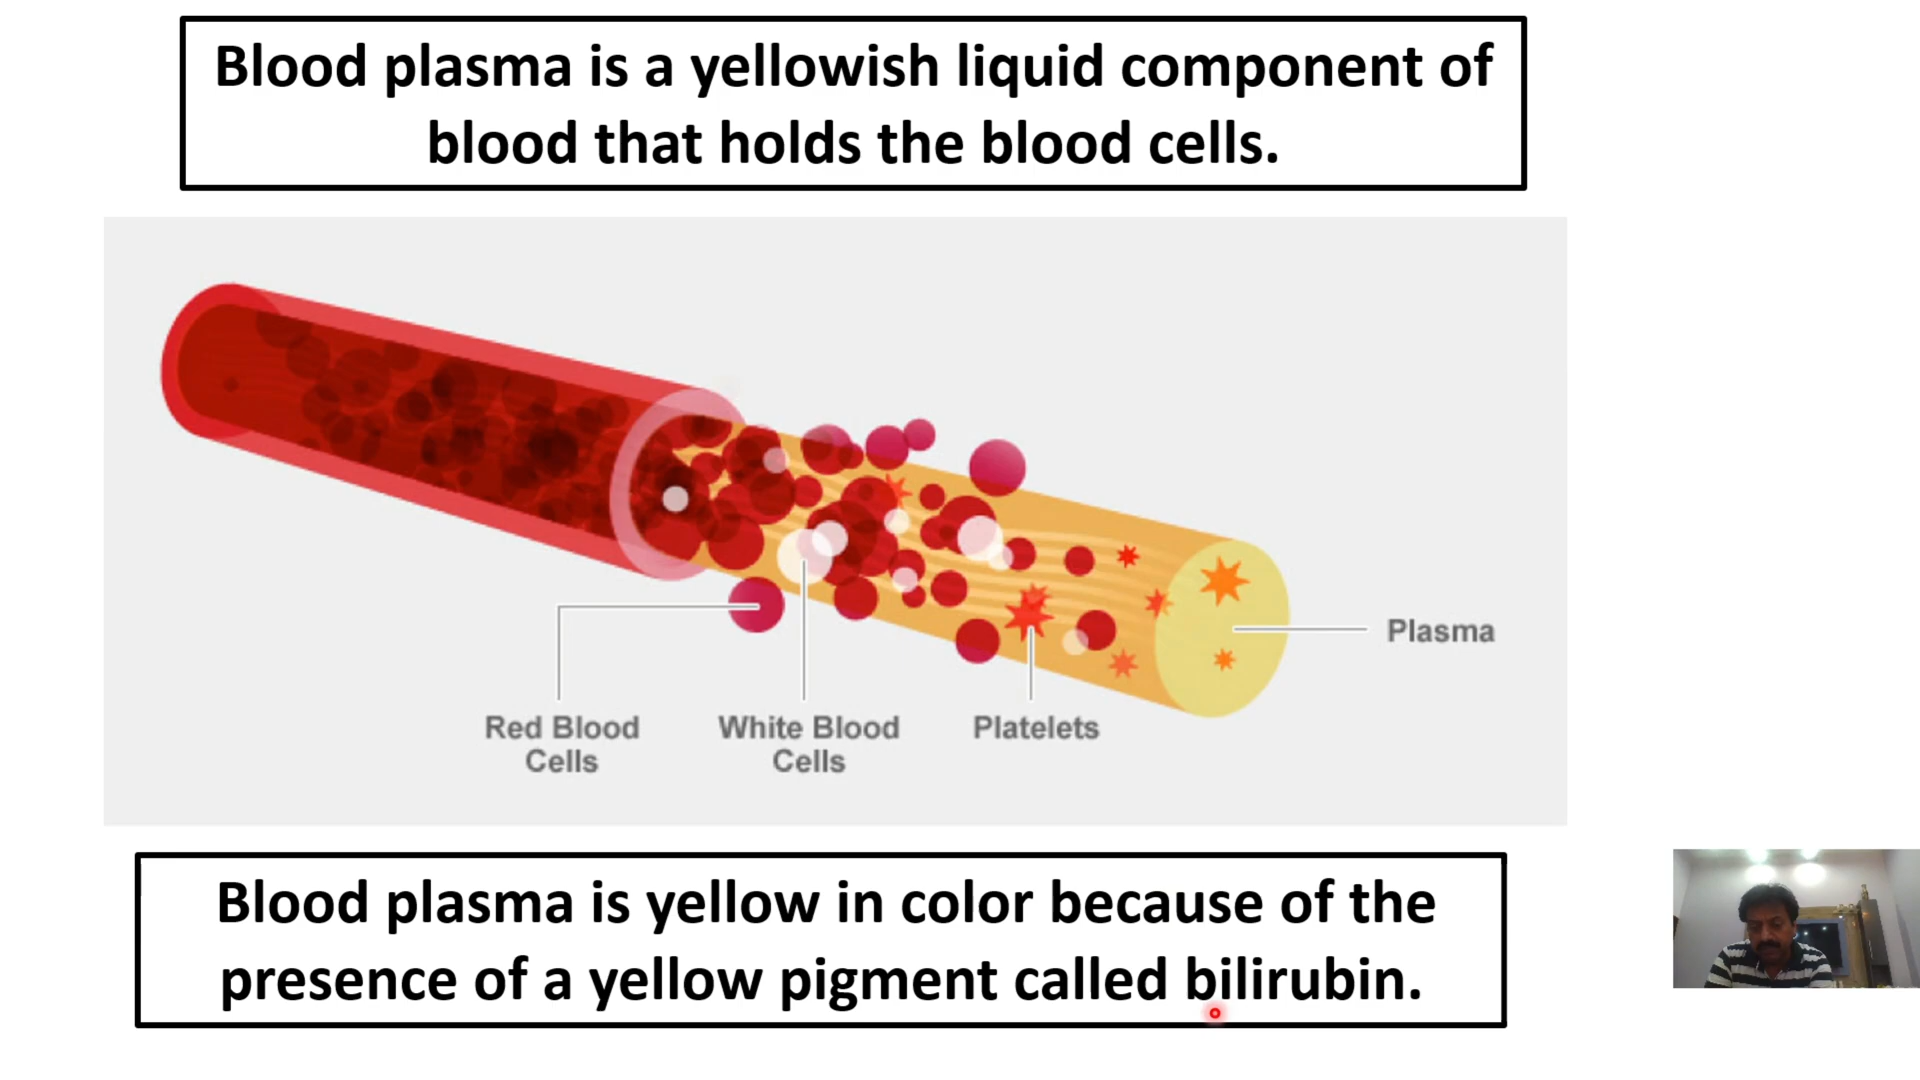 Blood plasma is a yellowish liquid component of
blood that holds the blood cells.
Plasma
Red Blood
Cells
White Blood
Cells
Platelets
Blood plasma is yellow in color because of the
presence of a yellow pigment called bilirubin.